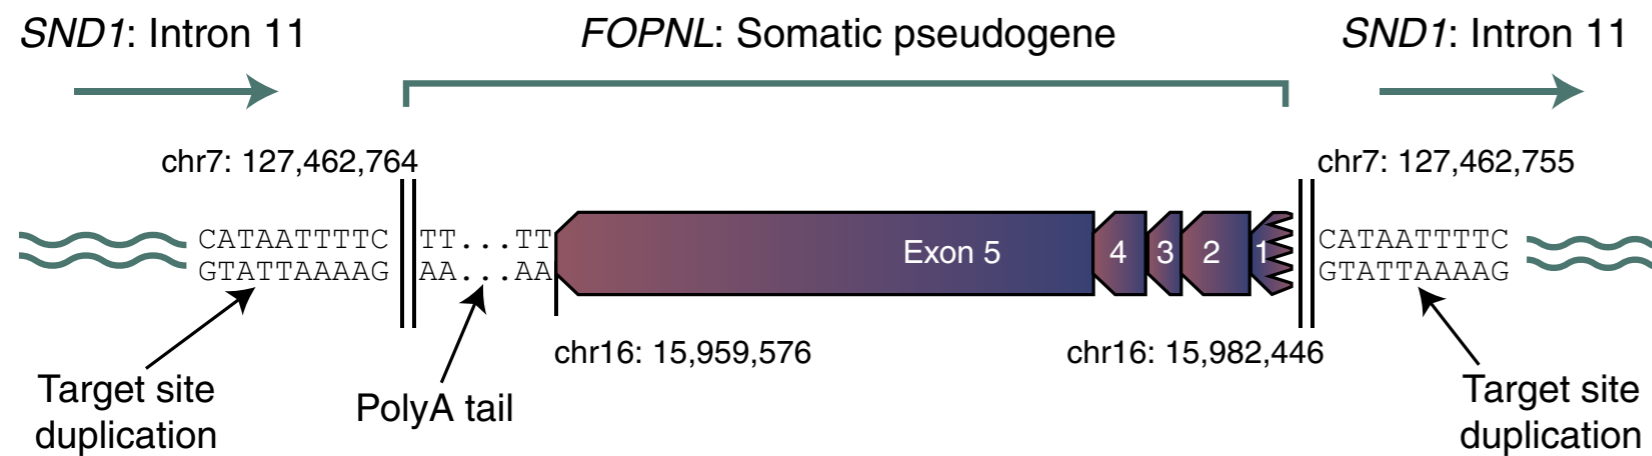 SND1: Intron 11
FOPNL: Somatic pseudogene
SND1: Intron 11
chr7: 127,462,764
chr7: 127,462,755
CATAATTTTC
TT...TT
Exon 5
4
3
2
1
CATAATTTTC
GTATTAAAAG
AA...AA
GTATTAAAAG
chr16: 15,959,576
chr16: 15,982,446
Target site
duplication
PolyA tail
Target site
duplication